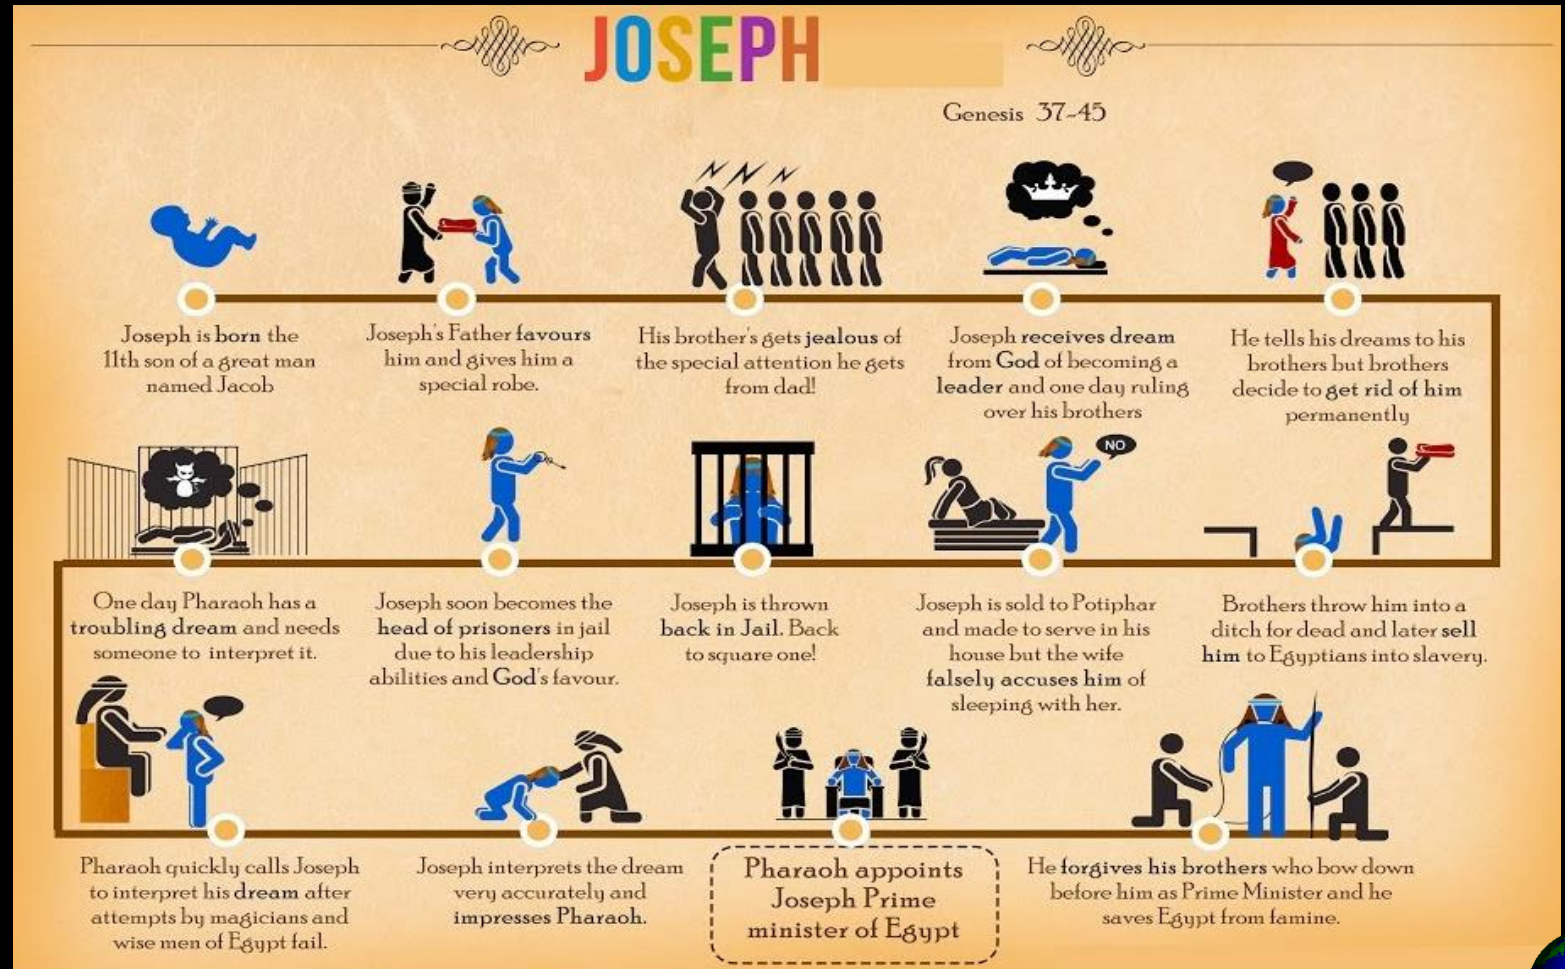 JOSEPH
Genesis 37-45
Joseph is born the
11th son of a great man
named Jacob
Joseph's Father favours
him and gives him a
special robe.
His brother's gets jealous of
the special attention he gets
from dad!
Joseph receives dream
from God of becoming a
leader and one day ruling
over his brothers
He tells his dreams to his
brothers but brothers
decide to get rid of him
permanently
NO
Brothers throw him into a
ditch for dead and later sell
him to Egyptians into slavery.
Joseph is sold to Potiphar
and made to serve in his
house but the wife
falsely accuses him of
sleeping with her.
Joseph is thrown
back in Jail. Back
to square one!
Joseph soon becomes the
head of prisoners in jail
due to his leadership
abilities and God's favour.
One day Pharaoh has a
troubling dream and needs
someone to interpret it.
Pharaoh quickly calls Joseph
to interpret his dream after
attempts by magicians and
wise men of Egypt fail.
Joseph interprets the dream
very accurately and
impresses Pharaoh.
Pharaoh appoints
Joseph Prime
minister of Egypt
He forgives his brothers who bow down
before him as Prime Minister and he
saves Egypt from famine.